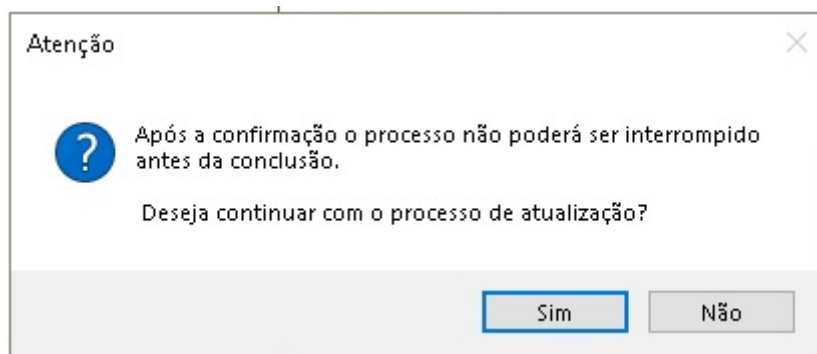 Atenção
Após a confirmação o processo não poderá ser interrompido
antes da conclusão.
Deseja continuar com o processo de atualização?
Sim
Não